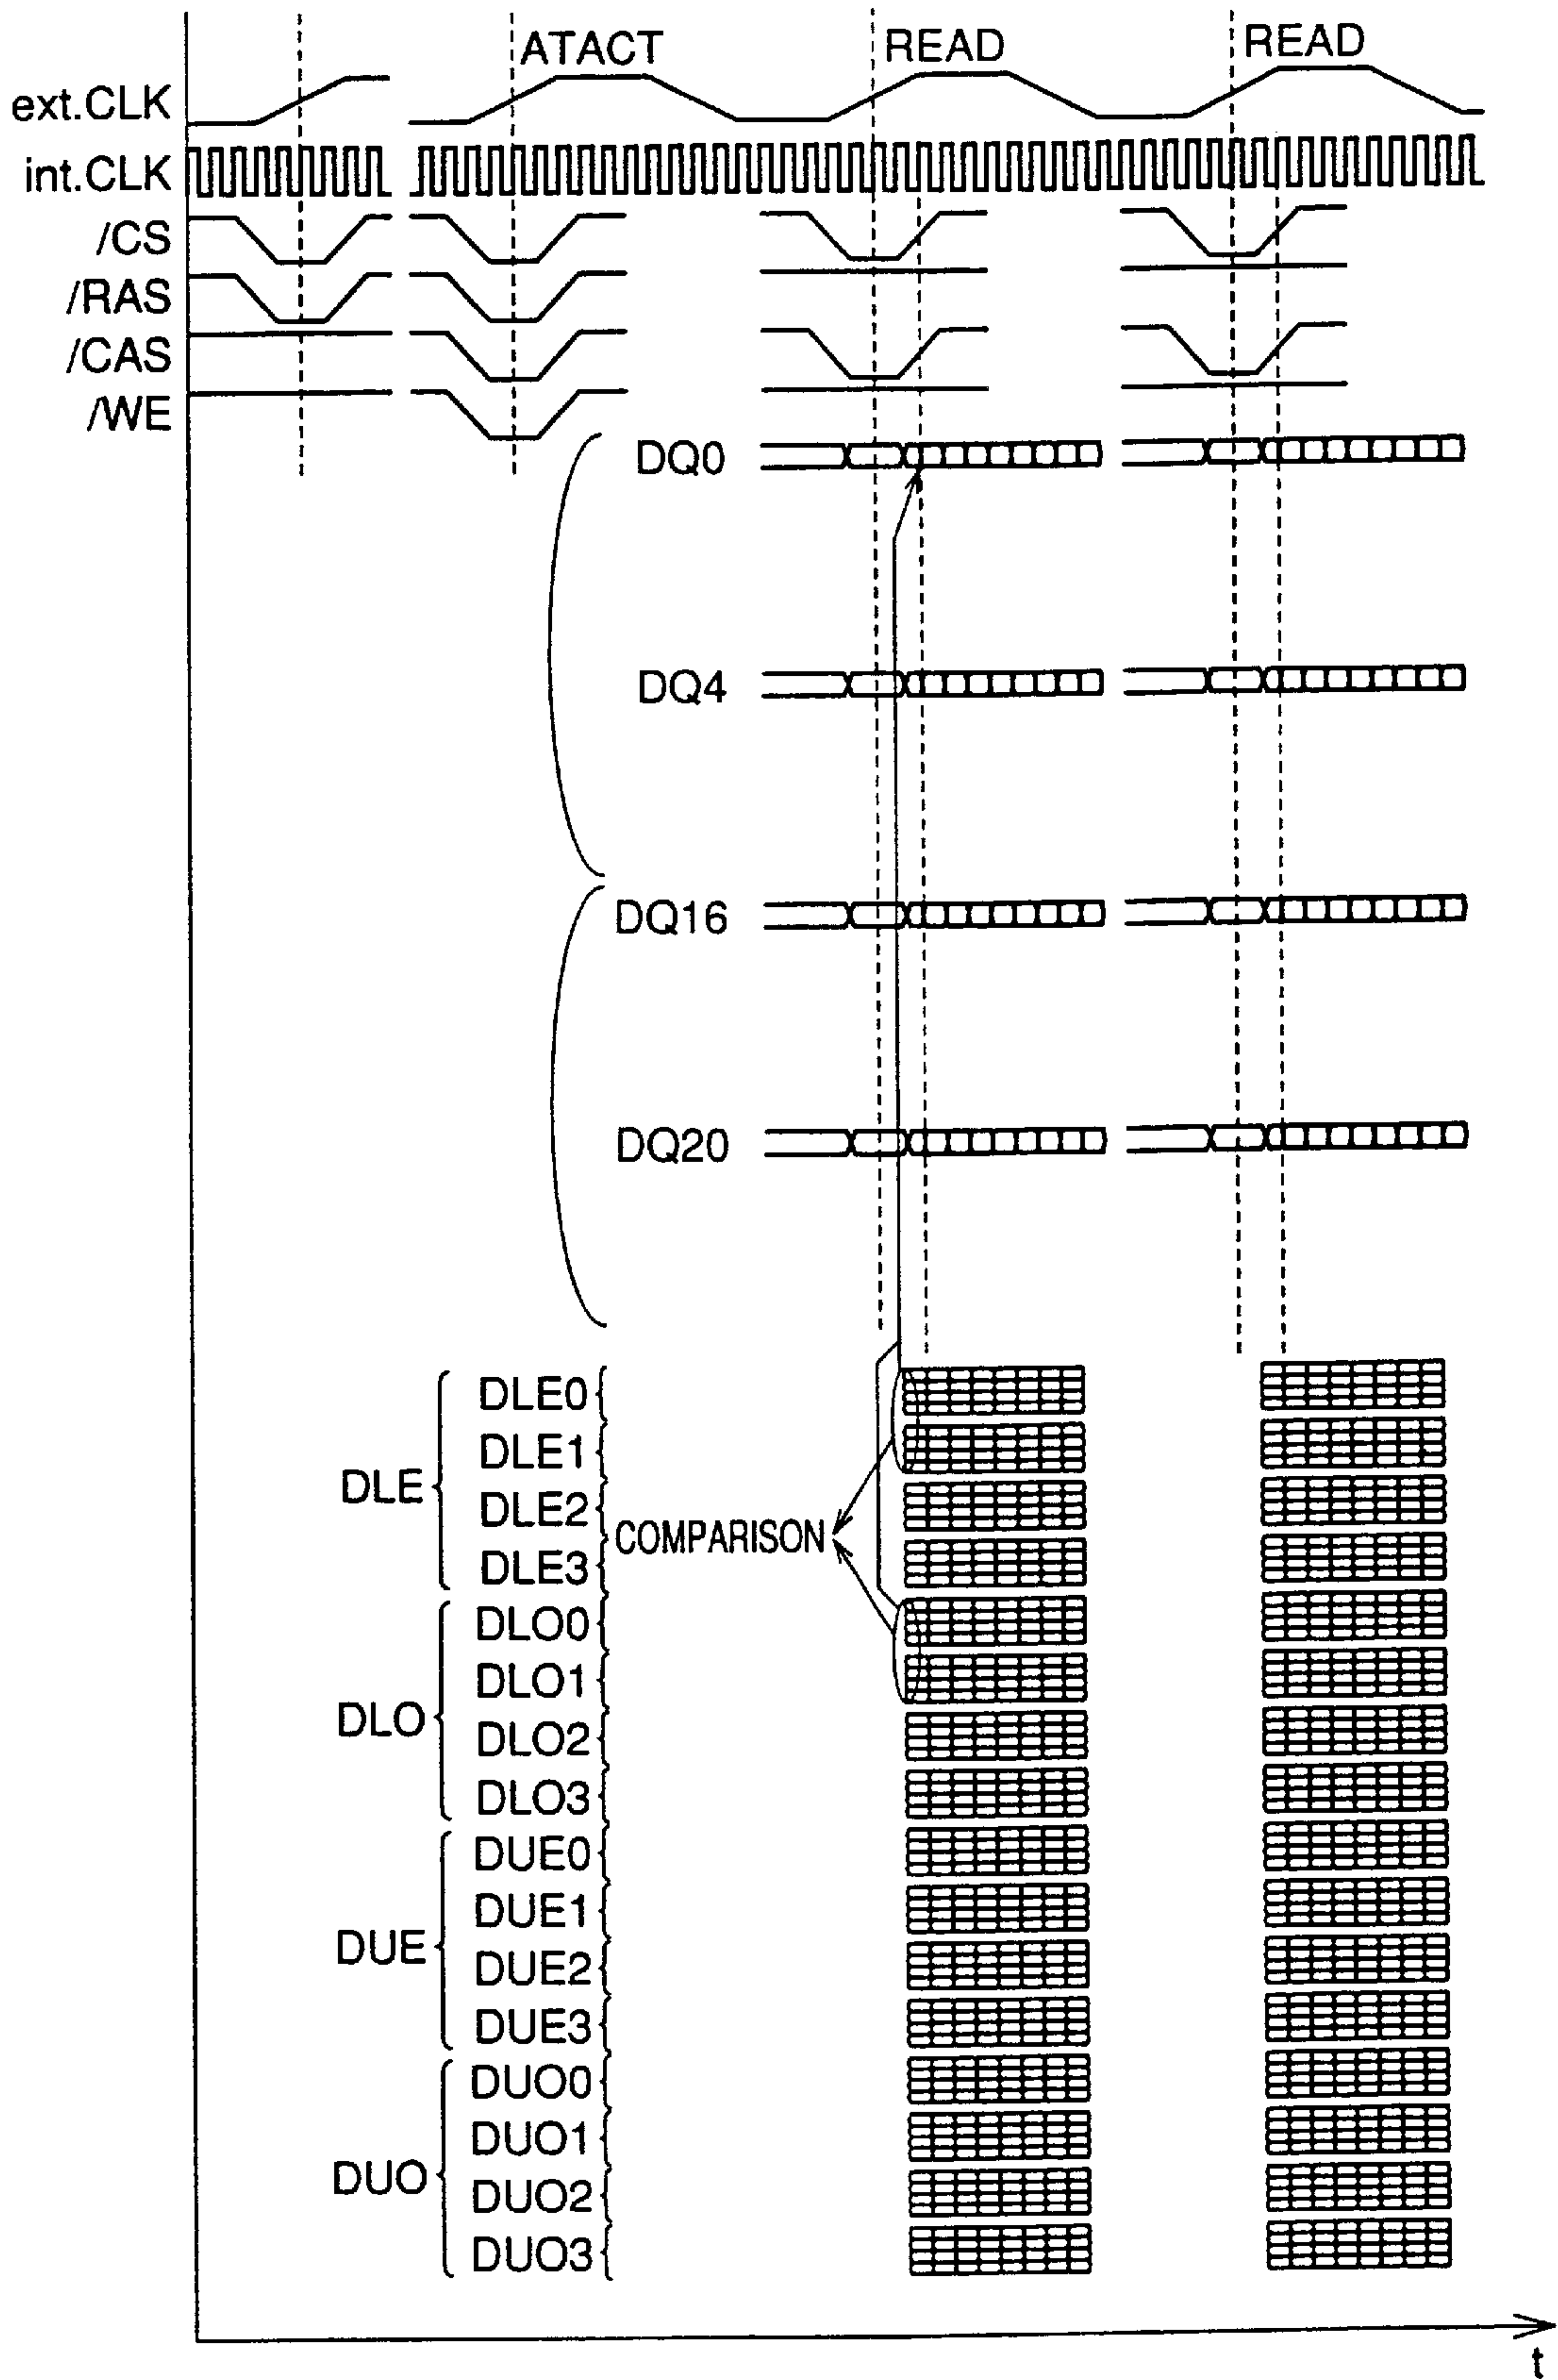 ATACT READ READ
ext.CLK
int.CLK
/CS
/RAS
/CAS
/WE
DQ0
DQ4
DQ16
DQ20
DLE0
DLE1
DLE
DLE2
COMPARISON
DLE3
DLO0
DLO1
DLO
DLO2
DLO3
DUE0
DUE1
DUE
DUE2
DUE3
DUO0
DUO1
DUO
DUO2
DUO3
t